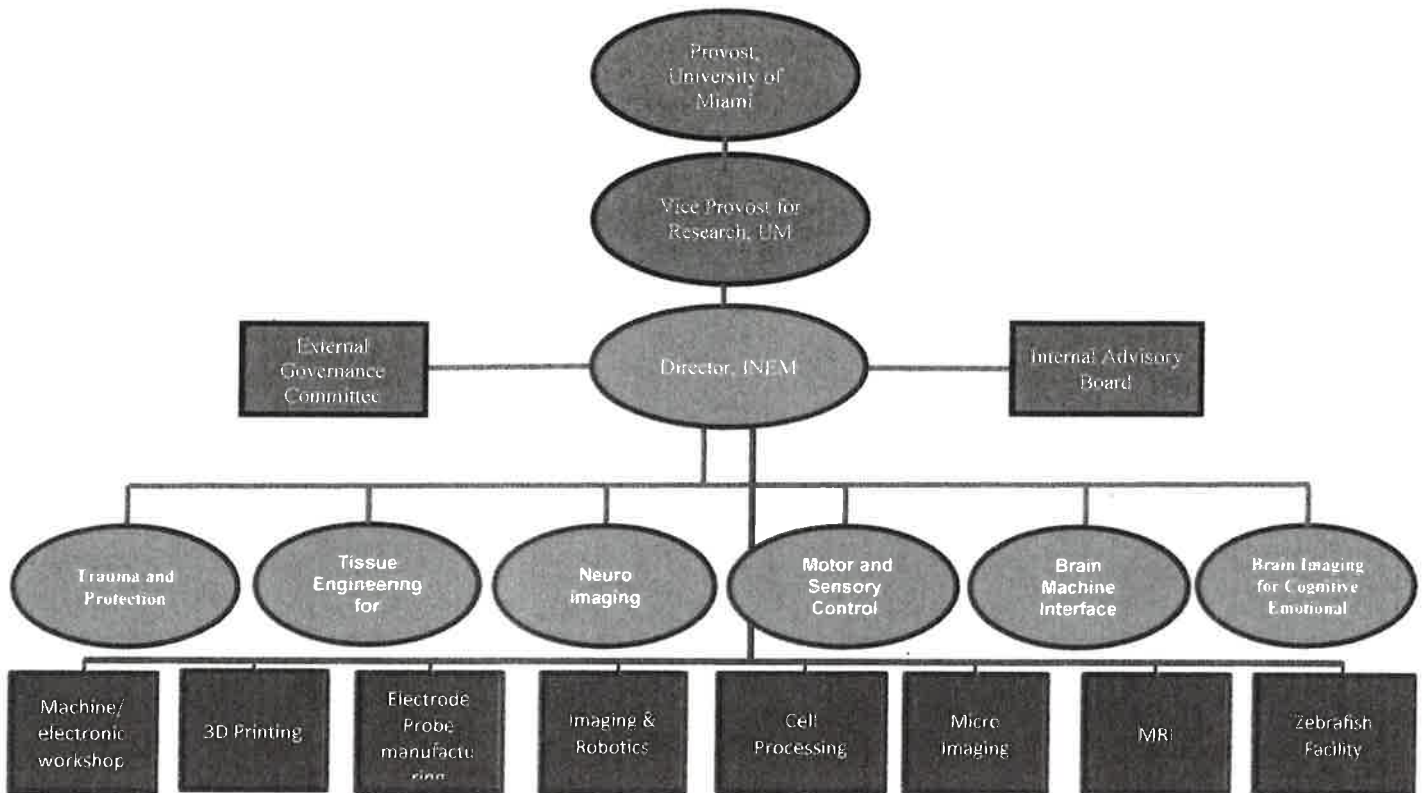 Provost,
University of
Miami
Vice Provost for
Research, UM
External
Governance
Committee
Director, INEM
Internal Advisory
Board
Trauma and
Protection
Tissue
Engineering
for
Neuro
imaging
Motor and
Sensory
Control
Brain
Machine
Interface
Brain Imaging
for Cognitive
Emotional
Machine/
electronic
workshop
3D Printing
Electrode
Probe
manufactu
ring
Imaging &
Robotics
Cell
Processing
Micro
Imaging
MRI
Zebrafish
Facility